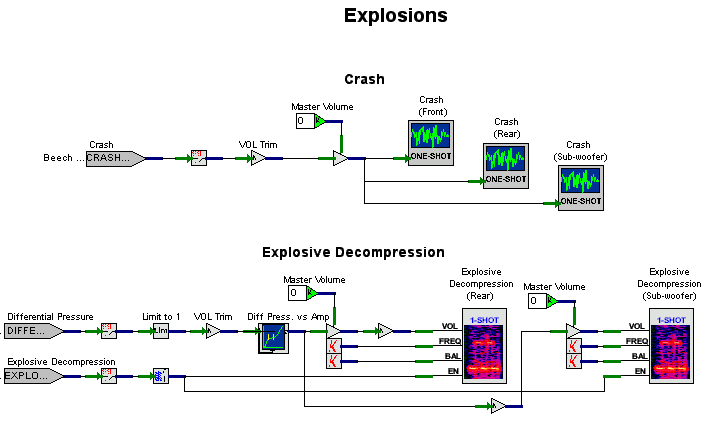 Explosions
Crash
Master Volume
0
Crash
(Front)
ONE-SHOT
Crash
(Rear)
ONE-SHOT
Crash
(Sub-woofer)
ONE-SHOT
Crash
Beech ...
CRASH...
VOL Trim
Explosive Decompression
Master Volume
0
Explosive
Decompression
(Rear)
Master Volume
0
Explosive
Decompression
(Sub-woofer)
Differential Pressure
DIFFE...
Limit to 1
Lim
VOL Trim
Diff Press. vs Amp
VOL
FREQ
BAL
EN
1-SHOT
VOL
FREQ
BAL
EN
1-SHOT
Explosive Decompression
EXPLO...